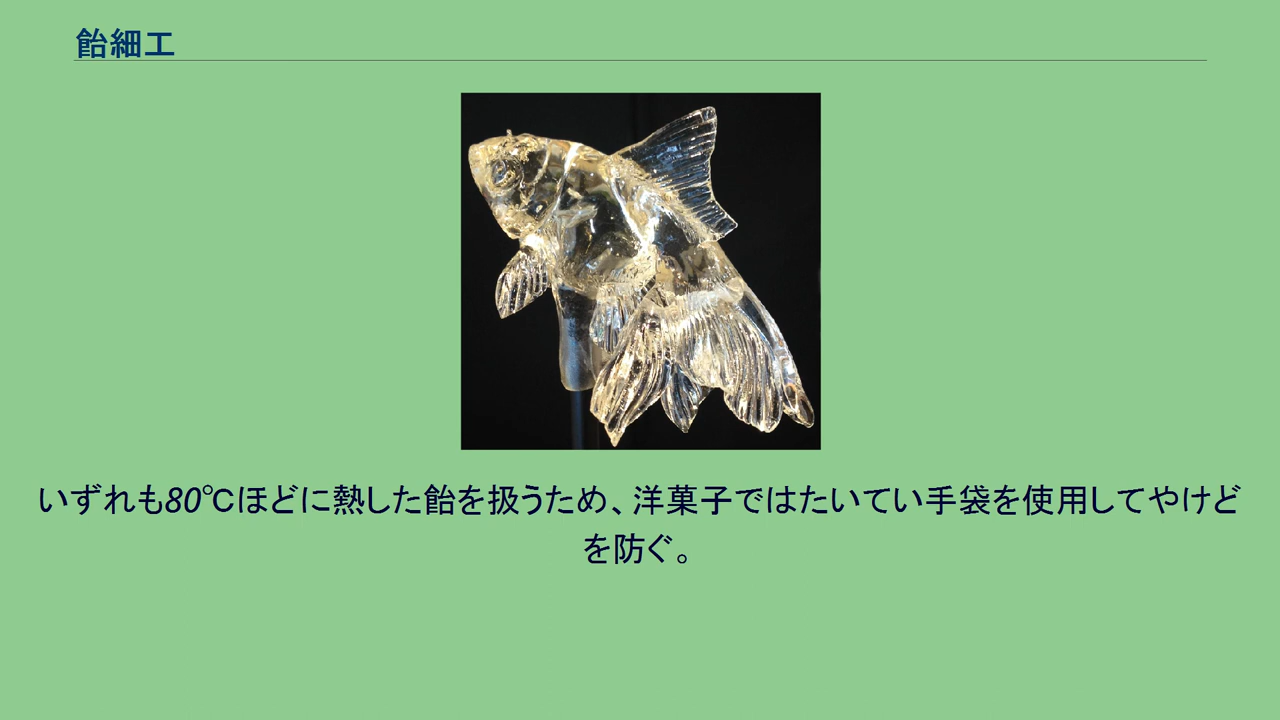 飴細工
いずれも80℃ほどに熱した飴を扱うため、洋菓子ではたいてい手袋を使用してやけど
を防ぐ。